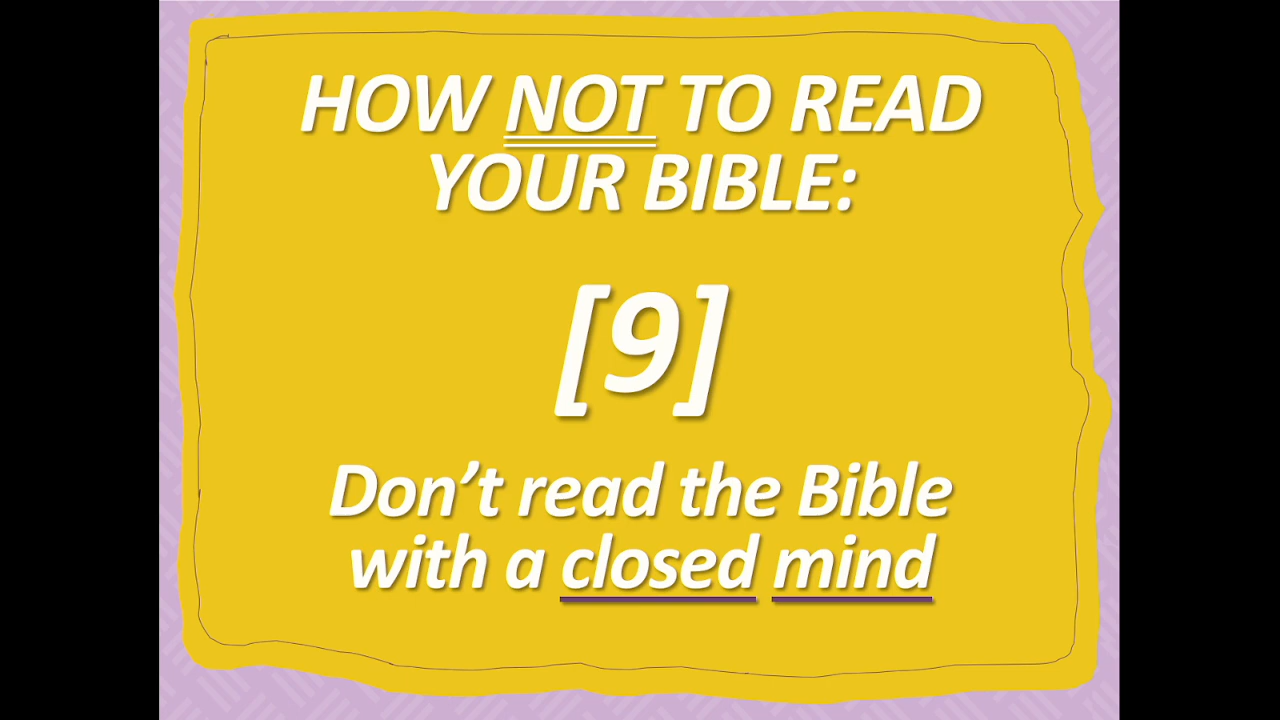 HOW NOT TO READ
YOUR BIBLE:
[9]
Don’t read the Bible
with a closed mind